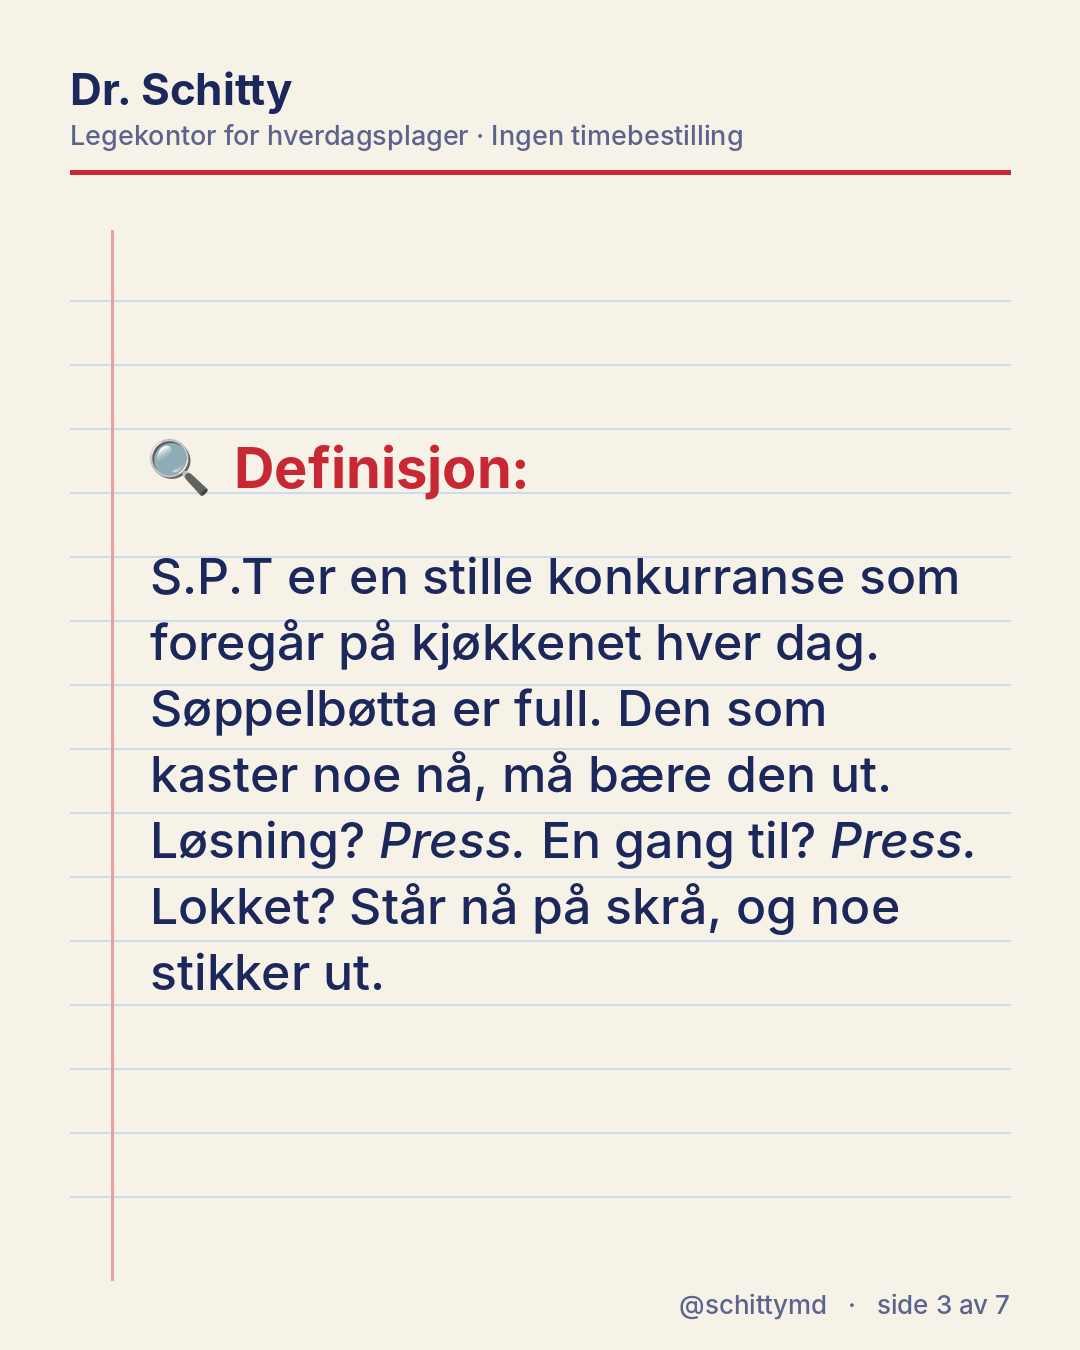 Dr. Schitty
Legekontor for hverdagsplager · Ingen timebestilling
🔍 Definisjon:
S.P.T er en stille konkurranse som
foregår på kjøkkenet hver dag.
Søppelbøtta er full. Den som
kaster noe nå, må bære den ut.
Løsning? Press. En gang til? Press.
Lokket? Står nå på skrå, og noe
stikker ut.
@schittymd · side 3 av 7